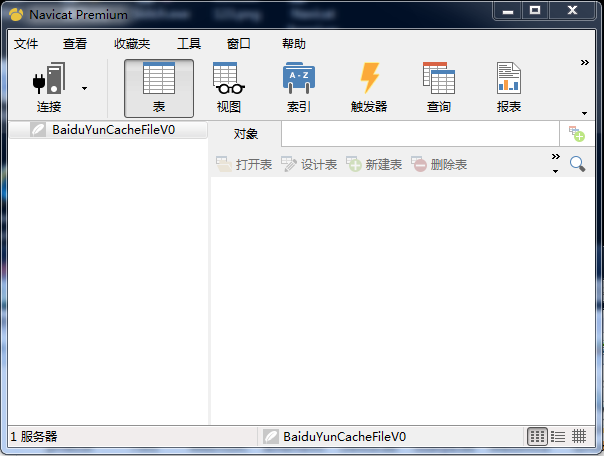 Navicat Premium
文件 查看 收藏夹 工具 窗口 帮助
连接 表 视图 A-Z 索引 触发器 查询 报表
BaiduYunCacheFileV0 对象
打开表 设计表 新建表 删除表
1 服务器 BaiduYunCacheFileV0